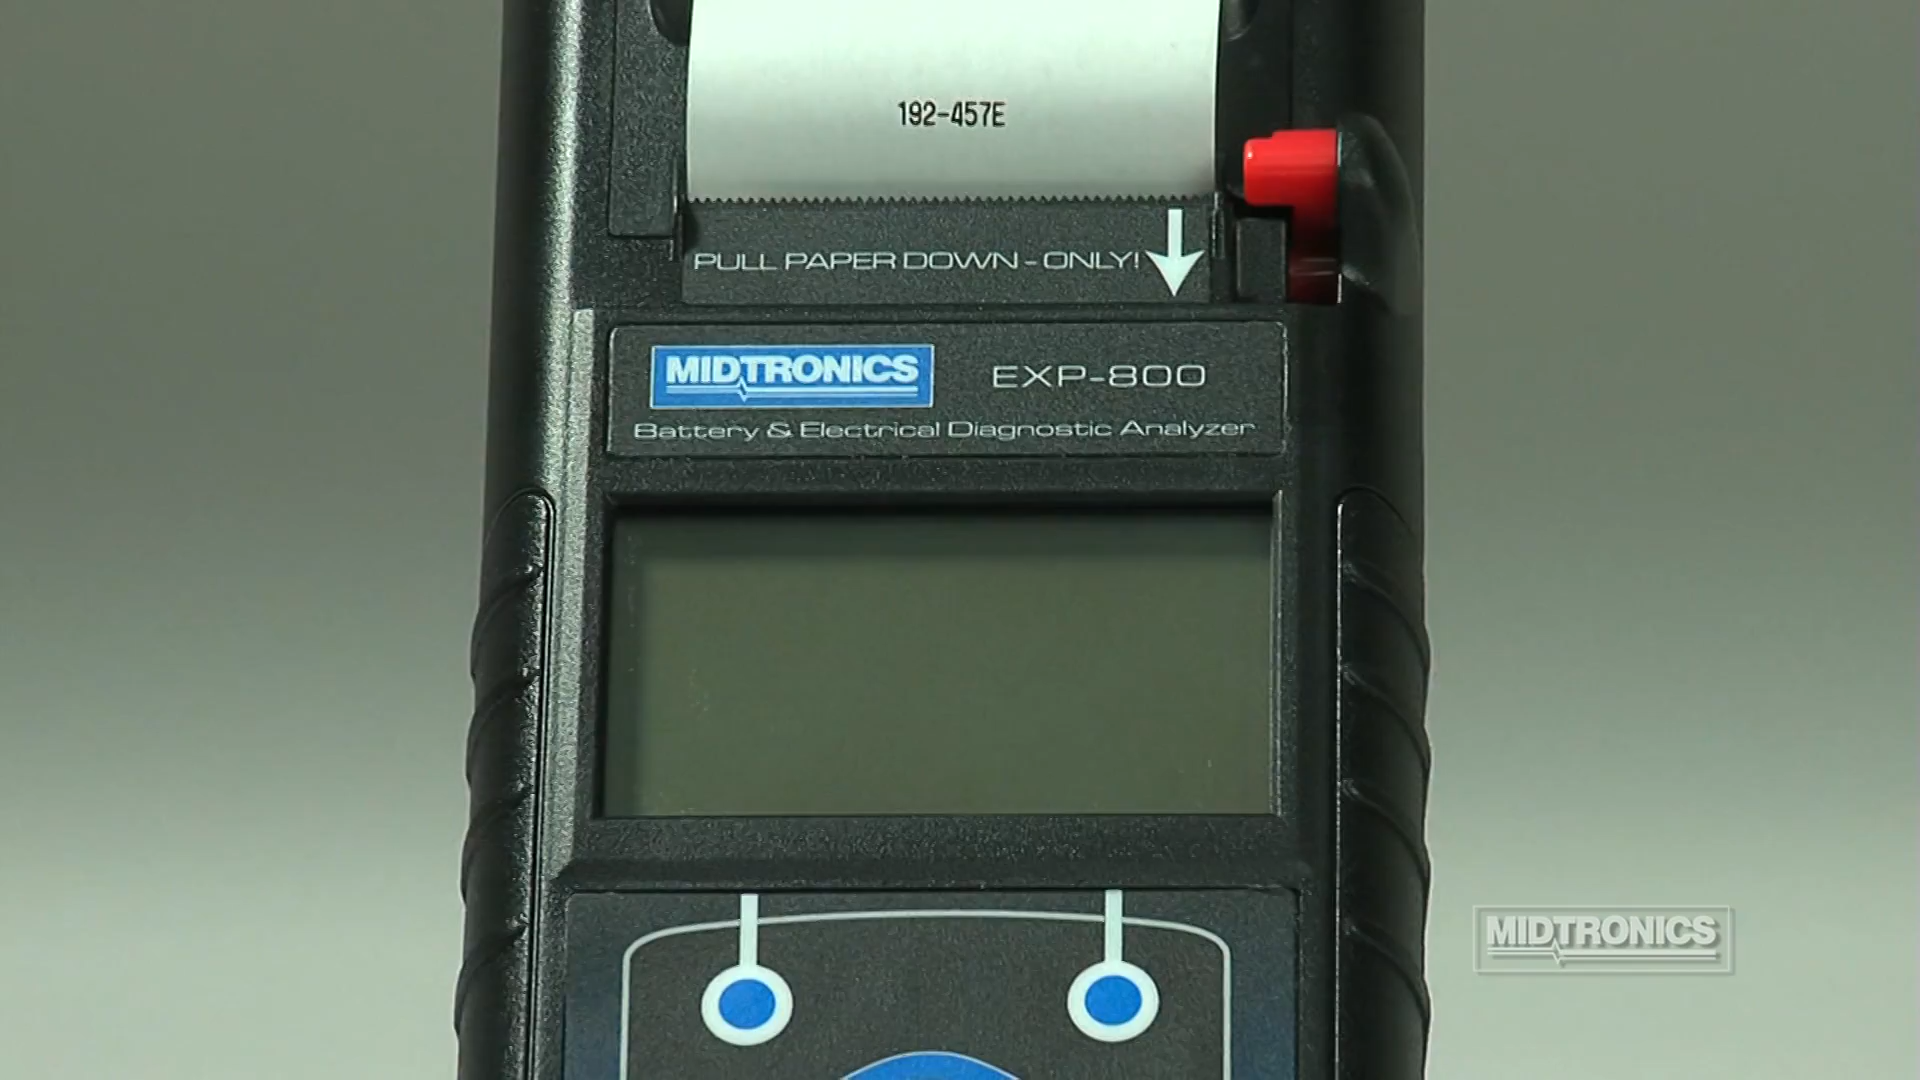 192-457E
PULL PAPER DOWN - ONLY!
MIDTRONICS EXP-800
Battery & Electrical Diagnostic Analyzer
MIDTRONICS